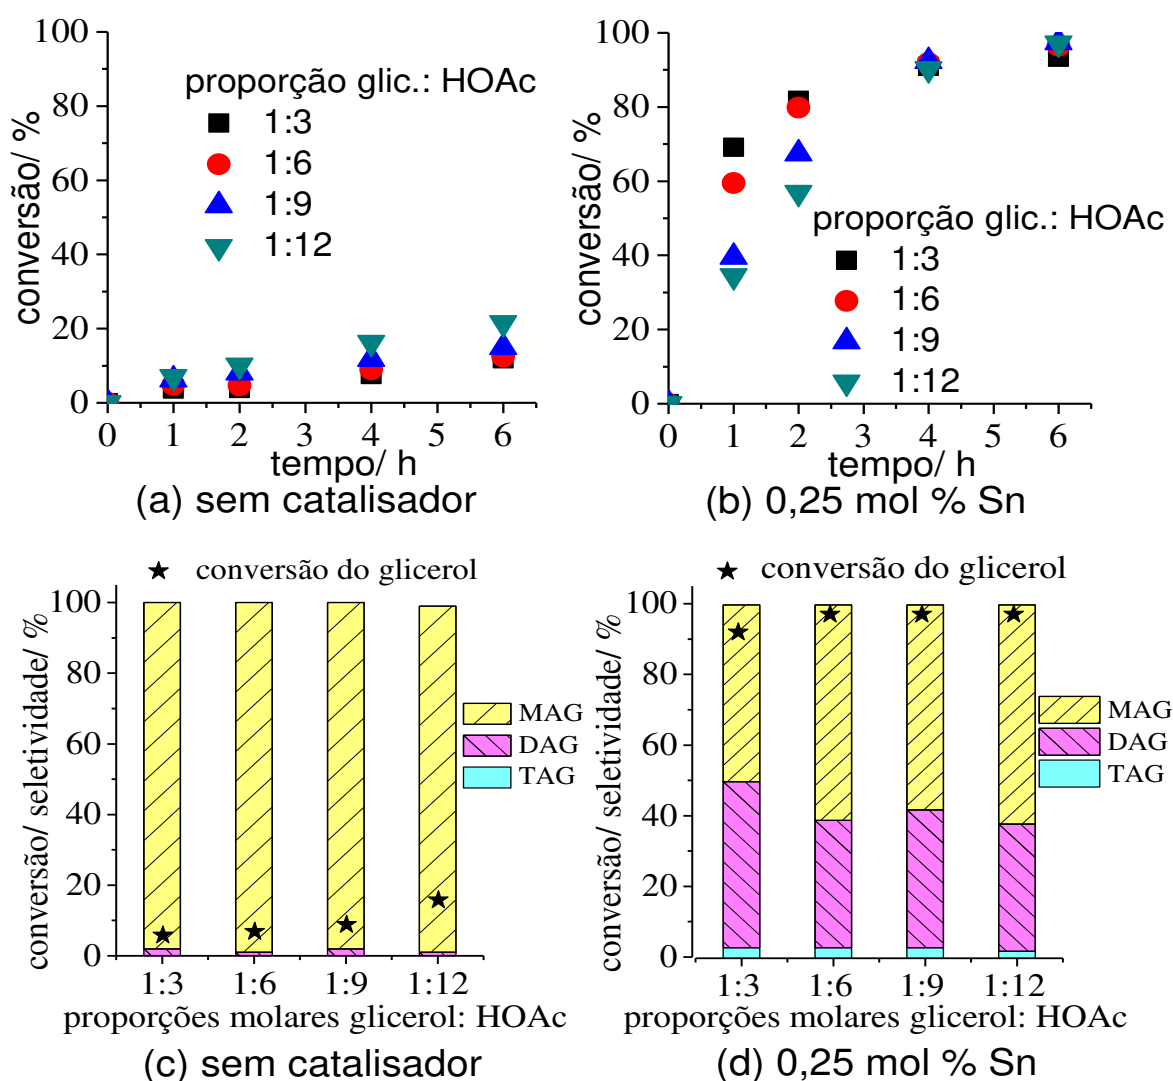 100
80
60
40
20
0
conversão/ %
proporção glic.: HOAc
1:3
1:6
1:9
1:12
0 1 2 3 4 5 6
tempo/ h
(a) sem catalisador
100
80
60
40
20
0
conversão/ %
proporção glic.: HOAc
1:3
1:6
1:9
1:12
0 1 2 3 4 5 6
tempo/ h
(b) 0,25 mol % Sn
conversão do glicerol
100
80
60
40
20
0
conversão/ seletividade/ %
MAG
DAG
TAG
1:3 1:6 1:9 1:12
proporções molares glicerol: HOAc
(c) sem catalisador
conversão do glicerol
100
80
60
40
20
0
conversão/ seletividade/ %
MAG
DAG
TAG
1:3 1:6 1:9 1:12
proporções molares glicerol: HOAc
(d) 0,25 mol % Sn